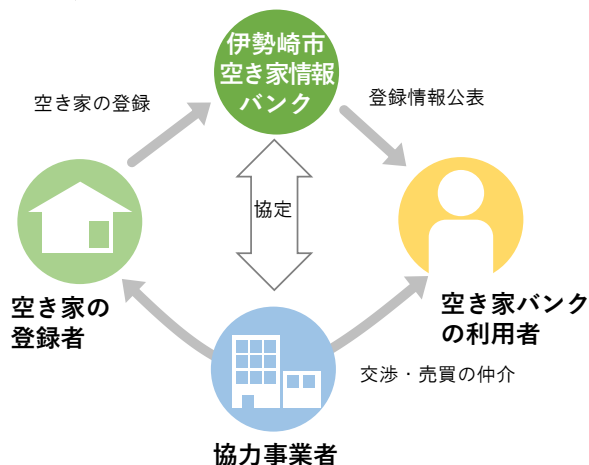 伊勢崎市
空き家情報
バンク
空き家の登録
登録情報公表
協定
空き家の
登録者
空き家バンク
の利用者
交渉・売買の仲介
協力事業者